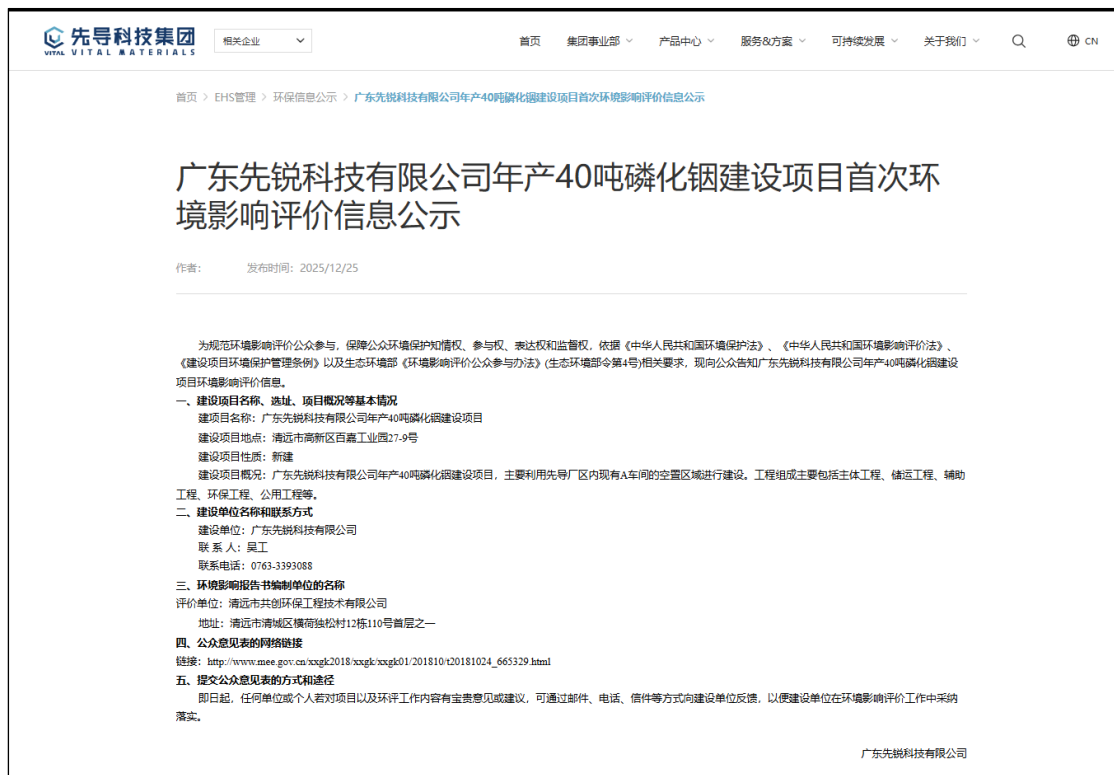 先导科技集团
VITAL VITAL MATERIALS
相关企业
首页 集团事业部 产品中心 服务&方案 可持续发展 关于我们 CN
首页 > EHS管理 > 环保信息公示 > 广东先锐科技有限公司年产40吨磷化铟建设项目首次环境影响评价信息公示
广东先锐科技有限公司年产40吨磷化铟建设项目首次环
境影响评价信息公示
作者： 发布时间：2025/12/25
为规范环境影响评价公众参与，保障公众环境保护知情权、参与权、表达权和监督权，依据《中华人民共和国环境保护法》、《中华人民共和国环境影响评价法》、
《建设项目环境保护管理条例》以及生态环境部《环境影响评价公众参与办法》(生态环境部令第4号)相关要求，现向公众告知广东先锐科技有限公司年产40吨磷化铟建设
项目环境影响评价信息。
一、建设项目名称、选址、项目概况等基本情况
建项目名称：广东先锐科技有限公司年产40吨磷化铟建设项目
建设项目地点：清远市高新区百嘉工业园27-9号
建设项目性质：新建
建设项目概况：广东先锐科技有限公司年产40吨磷化铟建设项目，主要利用先导厂区内现有A车间的空置区域进行建设。工程组成主要包括主体工程、储运工程、辅助
工程、环保工程、公用工程等。
二、建设单位名称和联系方式
建设单位：广东先锐科技有限公司
联 系 人：吴工
联系电话：0763-3393088
三、环境影响报告书编制单位的名称
评价单位：清远市共创环保工程技术有限公司
地址：清远市清城区横荷独松村12栋110号首层之一
四、公众意见表的网络链接
链接：http://www.mee.gov.cn/xxgk2018/xxgk/xxgk01/201810/t20181024_665329.html
五、提交公众意见表的方式和途径
即日起，任何单位或个人若对项目以及环评工作内容有宝贵意见或建议，可通过邮件、电话、信件等方式向建设单位反馈，以便建设单位在环境影响评价工作中采纳
落实。
广东先锐科技有限公司